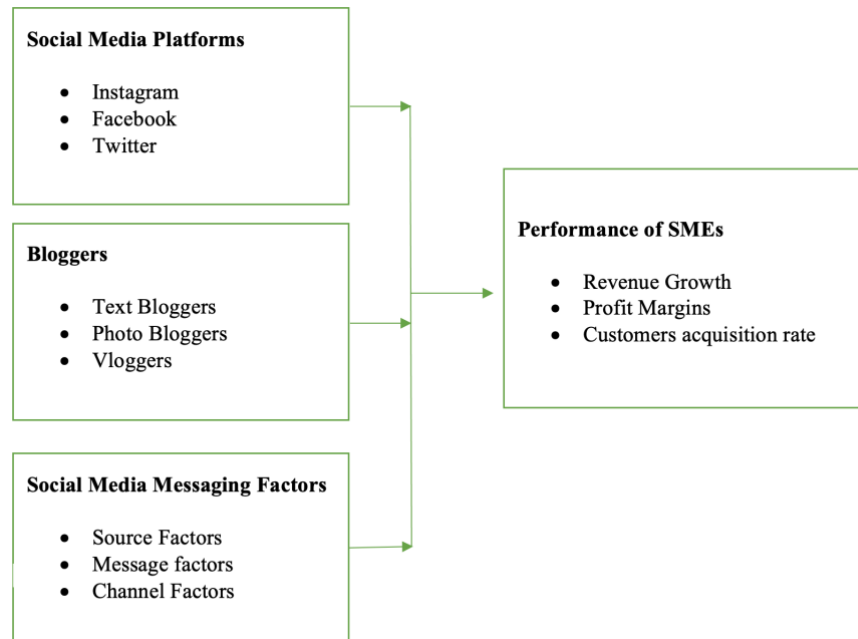 Social Media Platforms
• Instagram
• Facebook
• Twitter
Bloggers
• Text Bloggers
• Photo Bloggers
• Vloggers
Social Media Messaging Factors
• Source Factors
• Message factors
• Channel Factors
Performance of SMEs
• Revenue Growth
• Profit Margins
• Customers acquisition rate